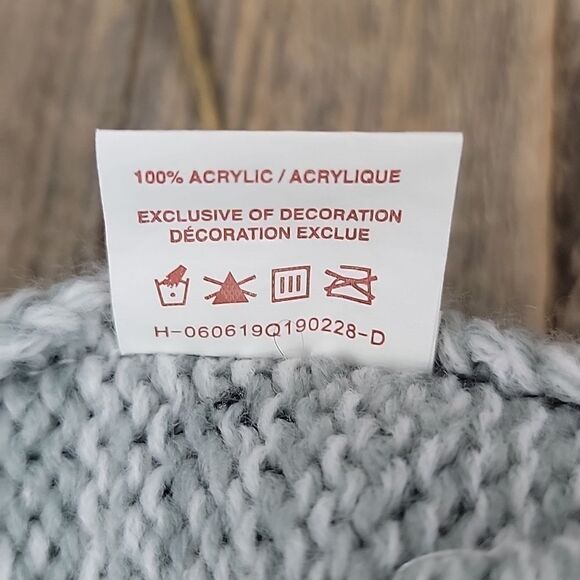 100% ACRYLIC / ACRYLIQUE
EXCLUSIVE OF DECORATION
DÉCORATION EXCLUE
H-060619Q190228-D